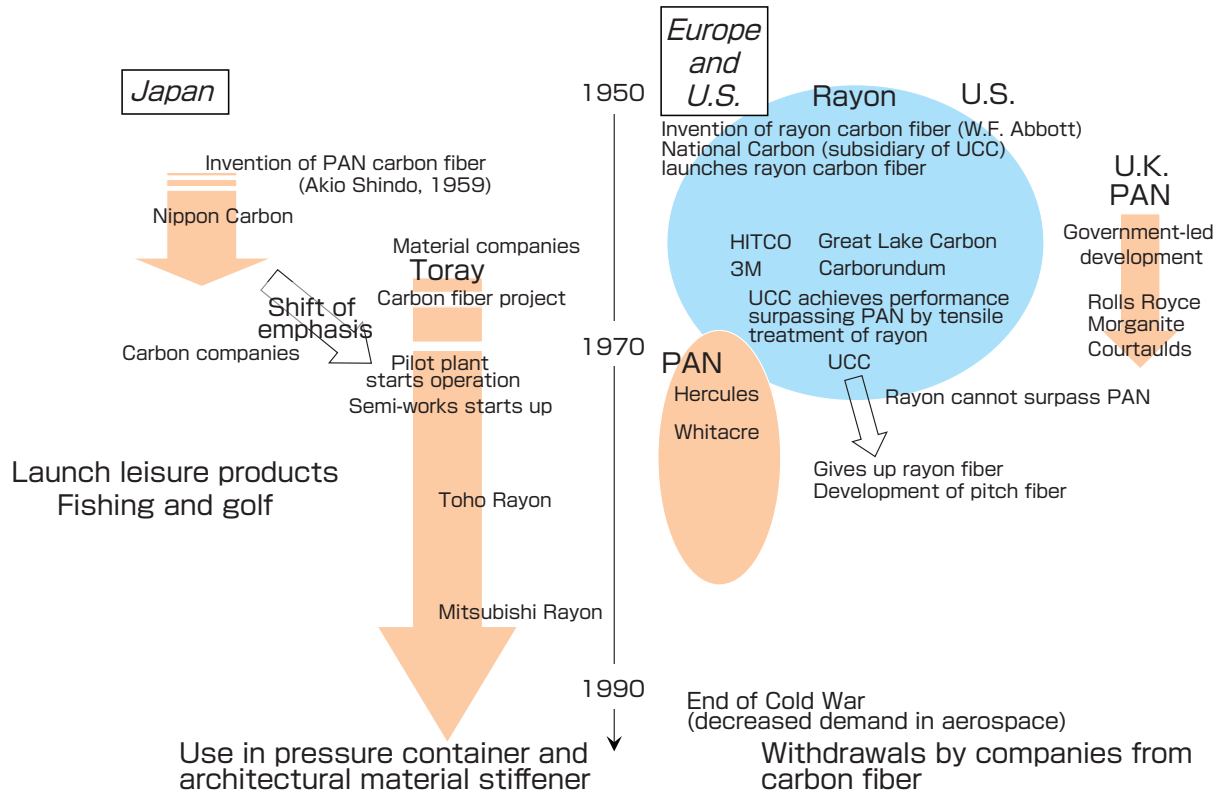 Japan
Invention of PAN carbon fiber
(Akio Shindo, 1959)
Nippon Carbon
Material companies
Toray
Carbon fiber project
Shift of
emphasis
Carbon companies
Pilot plant
starts operation
Semi-works starts up
Launch leisure products
Fishing and golf
Toho Rayon
Mitsubishi Rayon
Use in pressure container and
architectural material stiffener
1950
1970
1990
Europe
and
U.S.
Rayon
U.S.
Invention of rayon carbon fiber (W.F. Abbott)
National Carbon (subsidiary of UCC)
launches rayon carbon fiber
HITCO
Great Lake Carbon
3M
Carborundum
UCC achieves performance
surpassing PAN by tensile
treatment of rayon
UCC
PAN
Hercules
Whitacre
Rayon cannot surpass PAN
Gives up rayon fiber
Development of pitch fiber
U.K.
PAN
Government-led
development
Rolls Royce
Morganite
Courtaulds
End of Cold War
(decreased demand in aerospace)
Withdrawals by companies from
carbon fiber